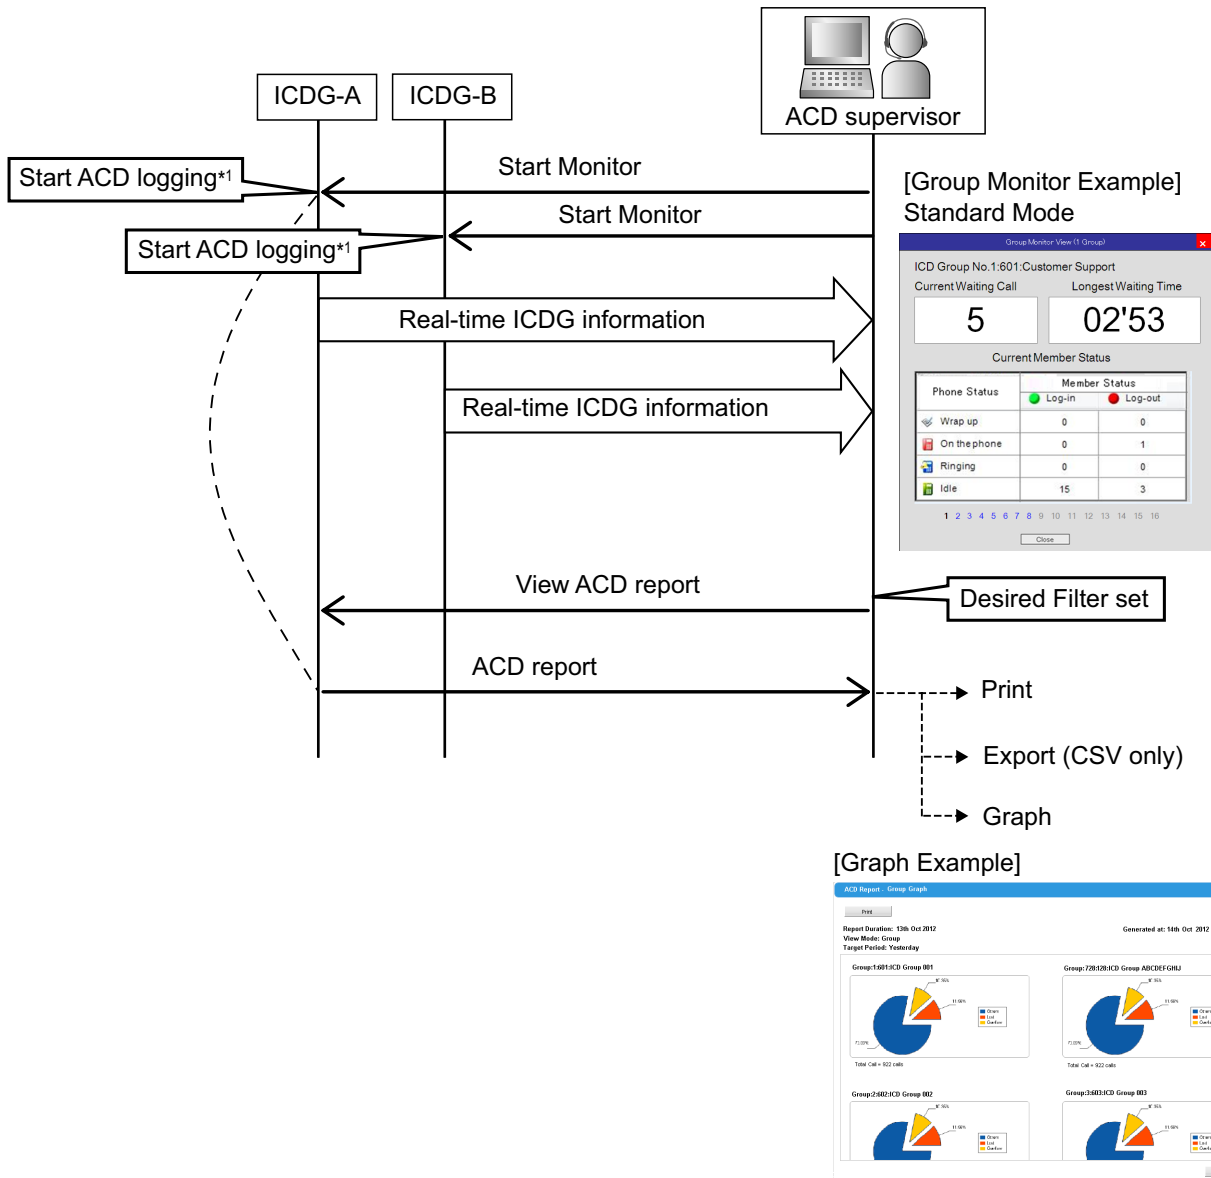 ACD supervisor
ICDG-A
ICDG-B
Start Monitor
Start ACD logging*1
Start Monitor
Start ACD logging*1
Real-time ICDG information
Real-time ICDG information
[Group Monitor Example]
Standard Mode
Group Monitor View (1 Group)
ICD Group No.1:601:Customer Support
Current Waiting Call
Longest Waiting Time
5
02'53
Current Member Status
Phone Status
Member Status
Log-in
Log-out
Wrap up 0 0
On the phone 0 1
Ringing 0 0
Idle 15 3
1 2 3 4 5 6 7 8 9 10 11 12 13 14 15 16
Close
View ACD report
Desired Filter set
ACD report
Print
Export (CSV only)
Graph
[Graph Example]
ACD Report - Group Graph
Print
Report Duration: 13th Oct 2012
Generated at: 14th Oct 2012
View Mode: Group
Target Period: Yesterday
Group:1:601:ICD Group 001
Group:728:128:ICD Group ABCDEFGHIJ
Total Call = 922 calls
Total Call = 922 calls
Group:2:602:ICD Group 002
Group:3:603:ICD Group 003